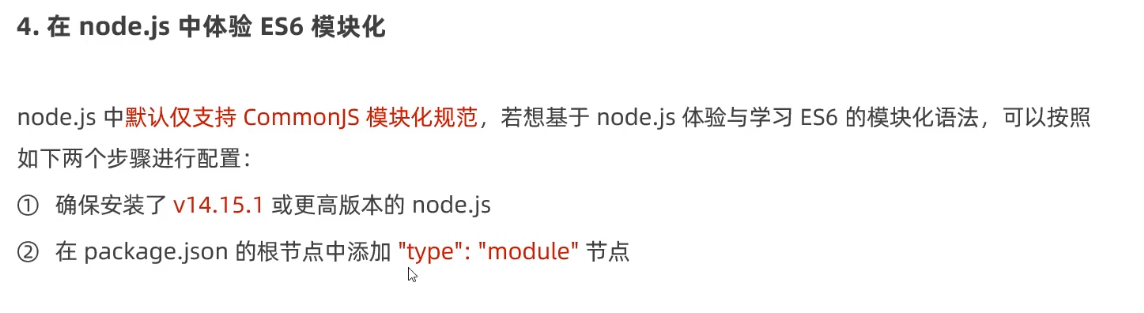 4. 在 node.js 中体验 ES6 模块化
node.js 中默认仅支持 CommonJS 模块化规范，若想基于 node.js 体验与学习 ES6 的模块化语法，可以按照
如下两个步骤进行配置：
① 确保安装了 v14.15.1 或更高版本的 node.js
② 在 package.json 的根节点中添加 "type": "module" 节点